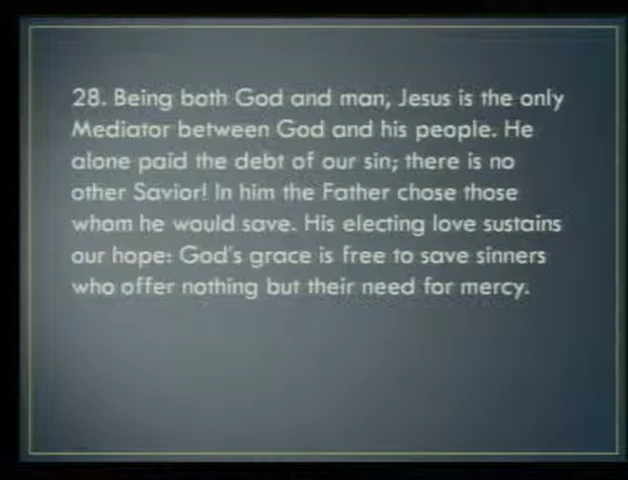 28. Being both God and man, Jesus is the only
Mediator between God and his people. He
alone paid the debt of our sin; there is no
other Savior! In him the Father chose those
whom he would save. His electing love sustains
our hope: God's grace is free to save sinners
who offer nothing but their need for mercy.